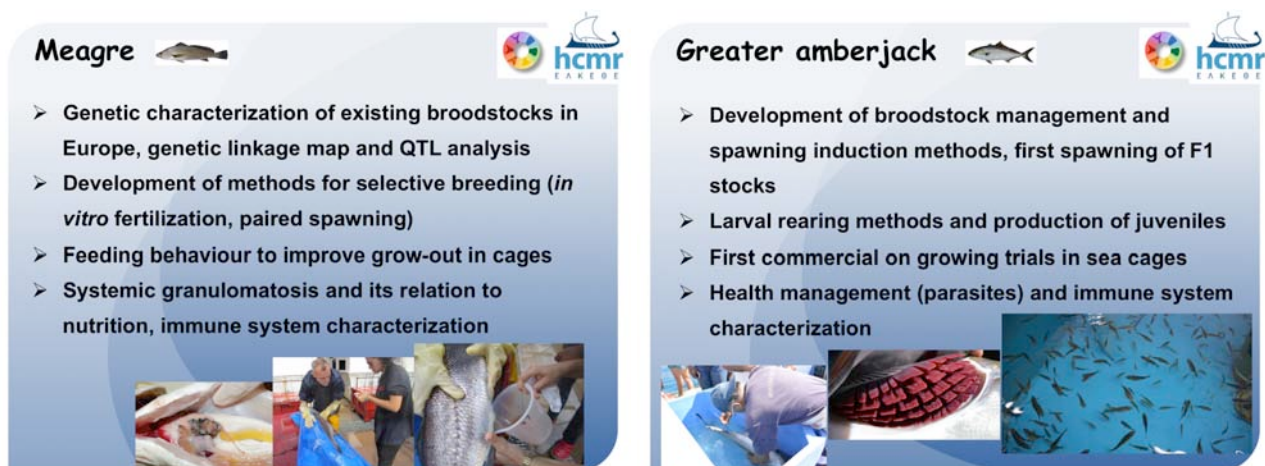 Meagre
hcmr
ΕΛΚΕΘΕ
➢ Genetic characterization of existing broodstocks in
Europe, genetic linkage map and QTL analysis
➢ Development of methods for selective breeding (in
vitro fertilization, paired spawning)
➢ Feeding behaviour to improve grow-out in cages
➢ Systemic granulomatosis and its relation to
nutrition, immune system characterization
Greater amberjack
hcmr
ΕΛΚΕΘΕ
➢ Development of broodstock management and
spawning induction methods, first spawning of F1
stocks
➢ Larval rearing methods and production of juveniles
➢ First commercial on growing trials in sea cages
➢ Health management (parasites) and immune system
characterization